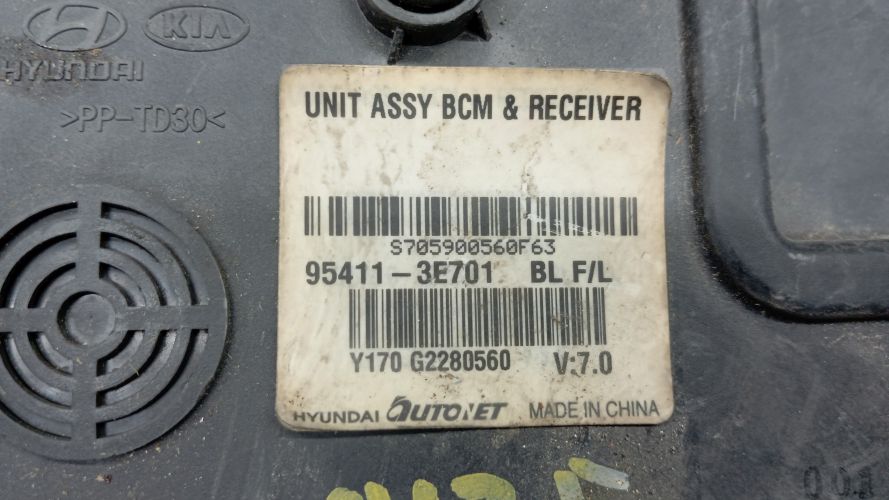 KIA
HYUNDAI
>PP-TD30<
UNIT ASSY BCM & RECEIVER
S705900560F63
95411-3E701 BL F/L
Y170 G2280560 V:7.0
HYUNDAI AUTONET MADE IN CHINA